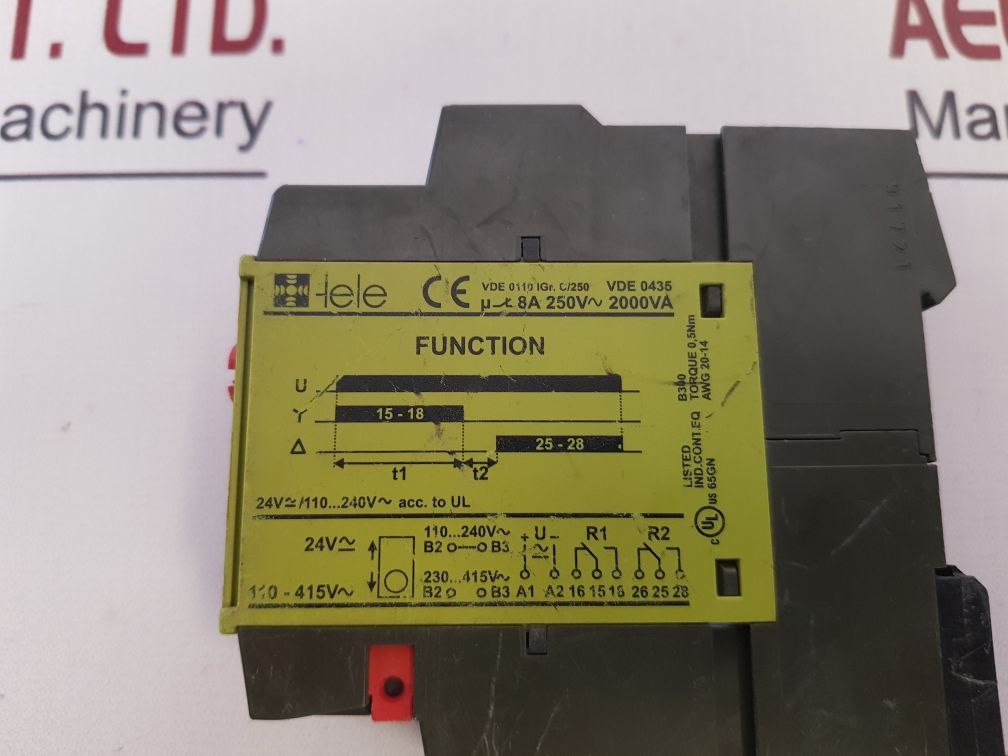 T. LTD.
achinery
AE
Ma
91721
tele CE VDE 0110 IGr. C/250 VDE 0435
µ 8A 250V~ 2000VA
FUNCTION
U
Y 15 - 18
Δ 25 - 28
t1 t2
24V≃/110...240V~ acc. to UL
B300
TORQUE 0,5Nm
AWG 20-14
LISTED
IND.CONT.EQ
65GN
c UL US
24V≃
110 - 415V~
110...240V~
B2 B3
230...415V~
B2 B3
+ U - R1 R2
A1 A2 16 15 18 26 25 28